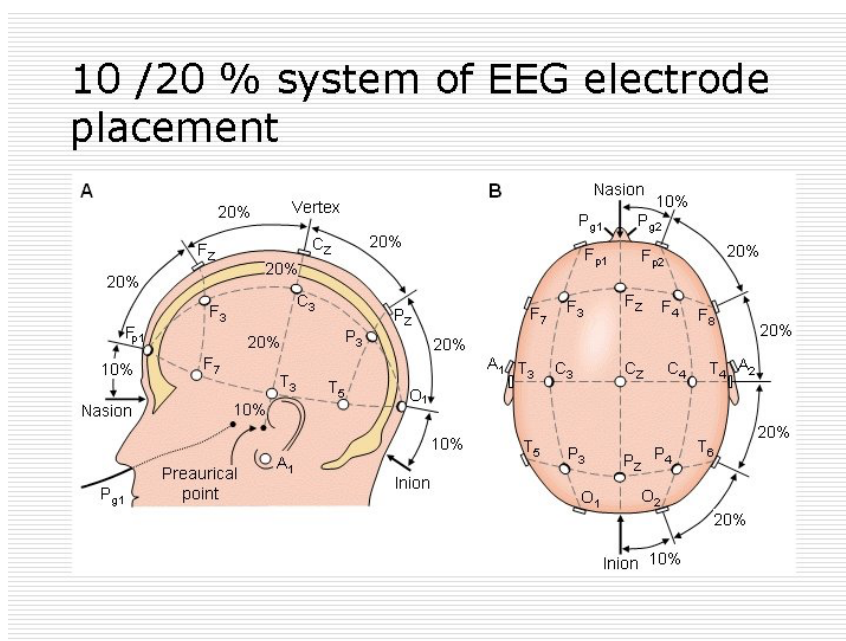 10 /20 % system of EEG electrode
placement
A
20%
Vertex
FZ
CZ
20%
20%
20%
F3
C3
PZ
Fp1
20%
P3
20%
10%
F7
T3
T5
O1
Nasion
10%
10%
Preaurical
point
A1
Inion
Pg1
B
Nasion
10%
Pg1
Pg2
Fp1
Fp2
20%
F7
F3
FZ
F4
F8
20%
A1
T3
C3
CZ
C4
T4
A2
20%
T5
P3
PZ
P4
T6
O1
O2
20%
Inion
10%